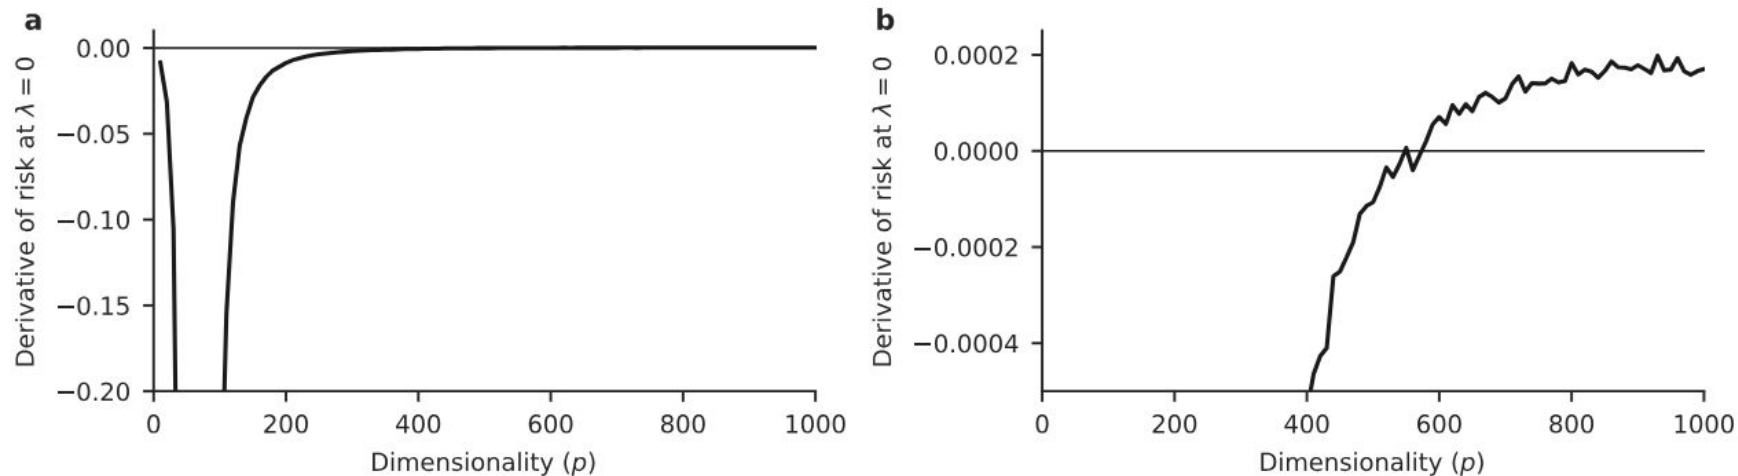 a
Derivative of risk at λ = 0
0.00
−0.05
−0.10
−0.15
−0.20
0 200 400 600 800 1000
Dimensionality (p)
b
Derivative of risk at λ = 0
0.0002
0.0000
−0.0002
−0.0004
0 200 400 600 800 1000
Dimensionality (p)